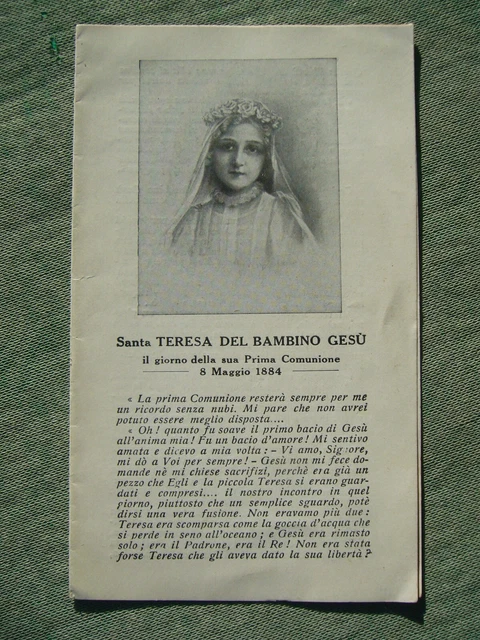 Santa TERESA DEL BAMBINO GESÙ
il giorno della sua Prima Comunione
8 Maggio 1884
« La prima Comunione resterà sempre per me
un ricordo senza nubi. Mi pare che non avrei
potuto essere meglio disposta....
« Oh! quanto fu soave il primo bacio di Gesù
all'anima mia! Fu un bacio d'amore! Mi sentivo
amata e dicevo a mia volta: – Vi amo, Signore,
mi dò a Voi per sempre! – Gesù non mi fece do-
mande nè mi chiese sacrifizi, perchè era già un
pezzo che Egli e la piccola Teresa si erano guar-
dati e compresi.... il nostro incontro in quel
giorno, piuttosto che un semplice sguardo, potè
dirsi una vera fusione. Non eravamo più due:
Teresa era scomparsa come la goccia d'acqua che
si perde in seno all'oceano; e Gesù era rimasto
solo; era il Padrone, era il Re! Non era stata
forse Teresa che gli aveva dato la sua libertà?